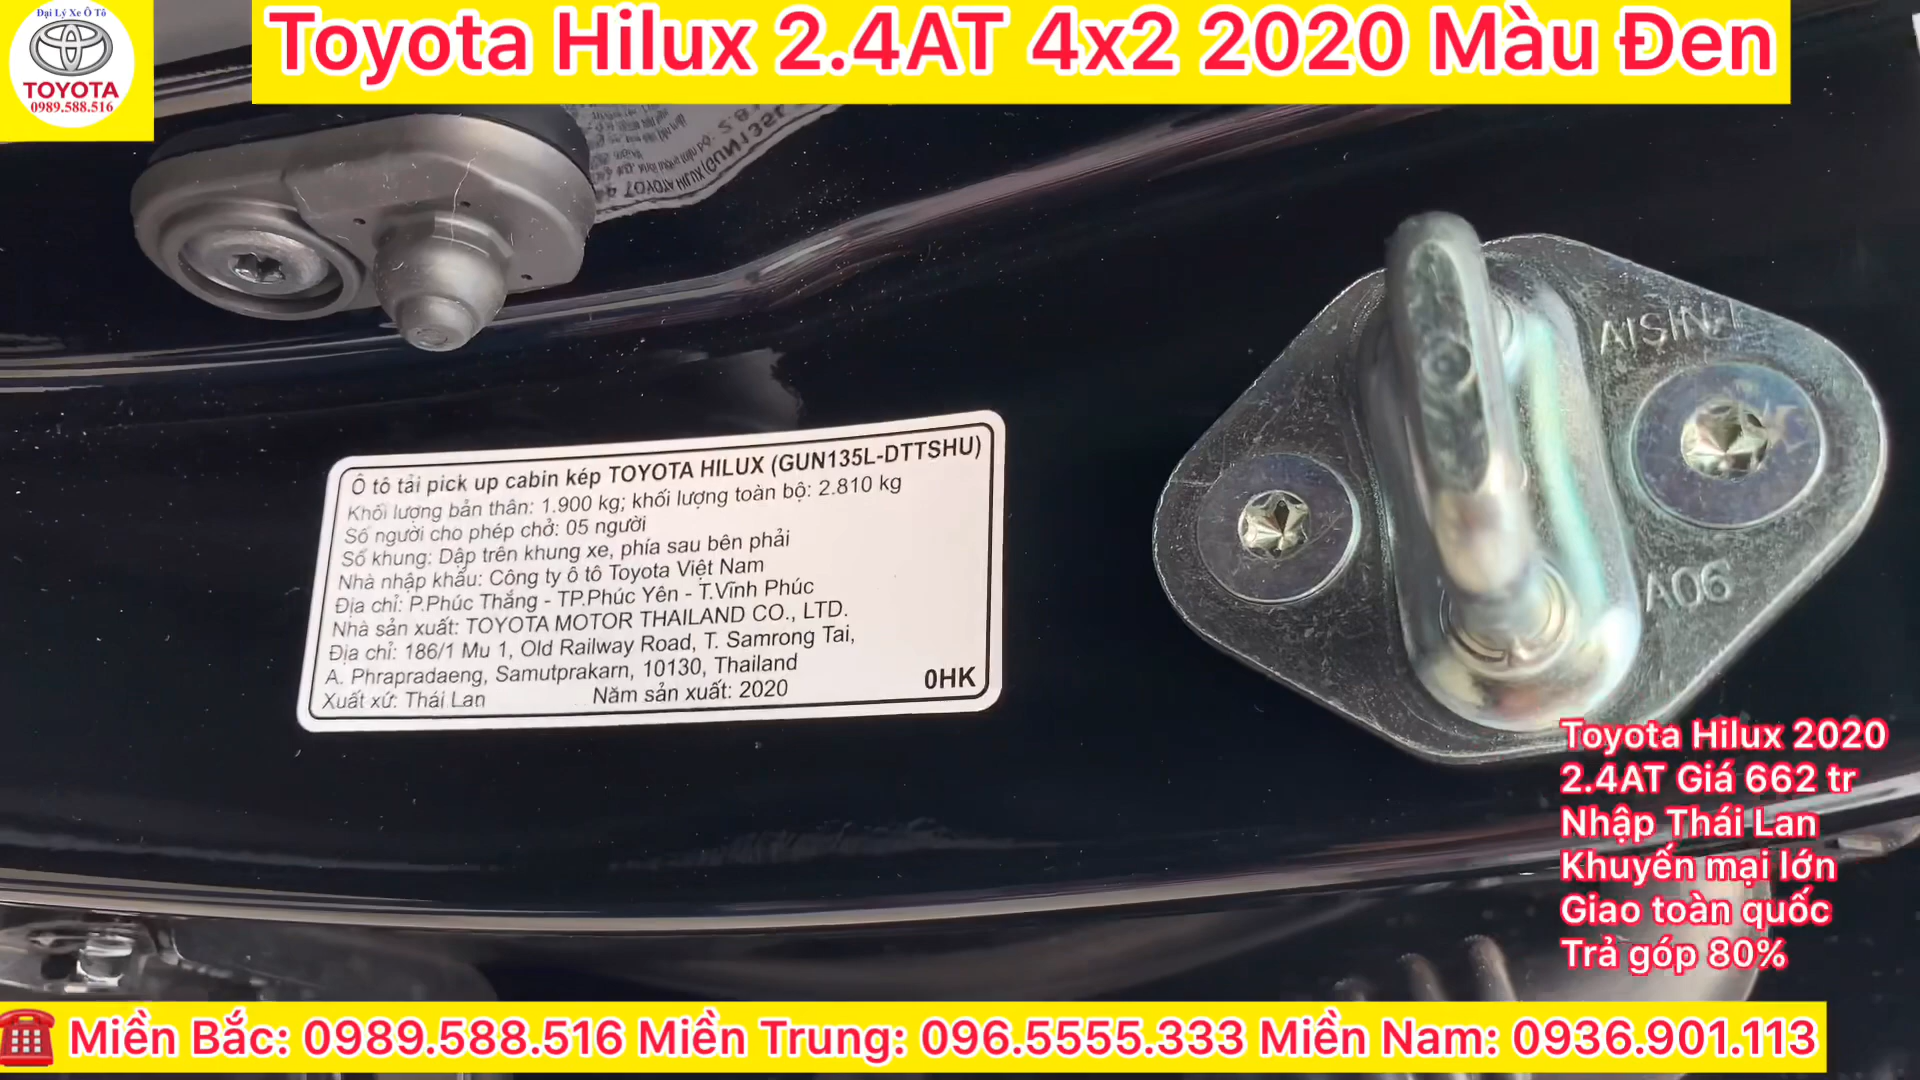 Đại Lý Xe Ô Tô
TOYOTA
0989.588.516
Toyota Hilux 2.4AT 4x2 2020 Màu Đen
TOYOTA HILUX (GUN135L
AISIN-T
A06
Ô tô tải pick up cabin kép TOYOTA HILUX (GUN135L-DTTSHU)
Khối lượng bản thân: 1.900 kg; khối lượng toàn bộ: 2.810 kg
Số người cho phép chở: 05 người
Số khung: Dập trên khung xe, phía sau bên phải
Nhà nhập khẩu: Công ty ô tô Toyota Việt Nam
Địa chỉ: P.Phúc Thắng - TP.Phúc Yên - T.Vĩnh Phúc
Nhà sản xuất: TOYOTA MOTOR THAILAND CO., LTD.
Địa chỉ: 186/1 Mu 1, Old Railway Road, T. Samrong Tai,
A. Phrapradaeng, Samutprakarn, 10130, Thailand
Xuất xứ: Thái Lan Năm sản xuất: 2020 0HK
Toyota Hilux 2020
2.4AT Giá 662 tr
Nhập Thái Lan
Khuyến mại lớn
Giao toàn quốc
Trả góp 80%
☎️ Miền Bắc: 0989.588.516 Miền Trung: 096.5555.333 Miền Nam: 0936.901.113